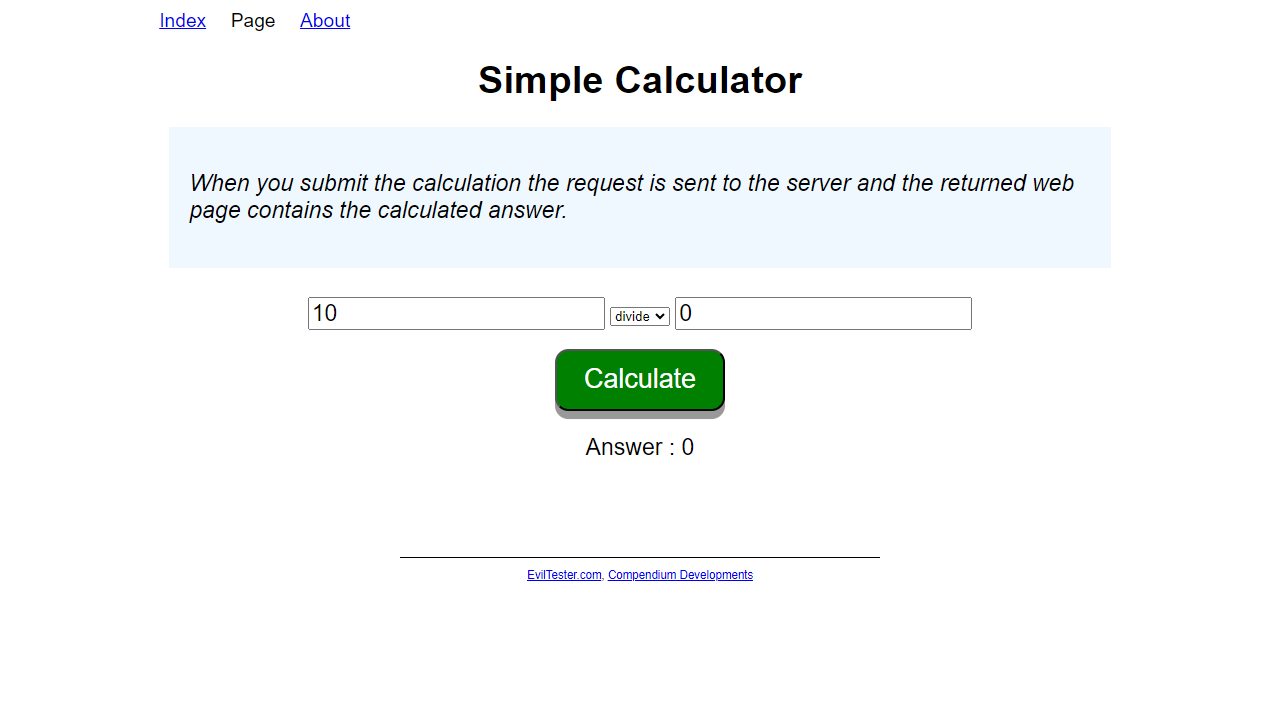 Index Page About
Simple Calculator
When you submit the calculation the request is sent to the server and the returned web
page contains the calculated answer.
10 divide 0
Calculate
Answer : 0
EvilTester.com, Compendium Developments